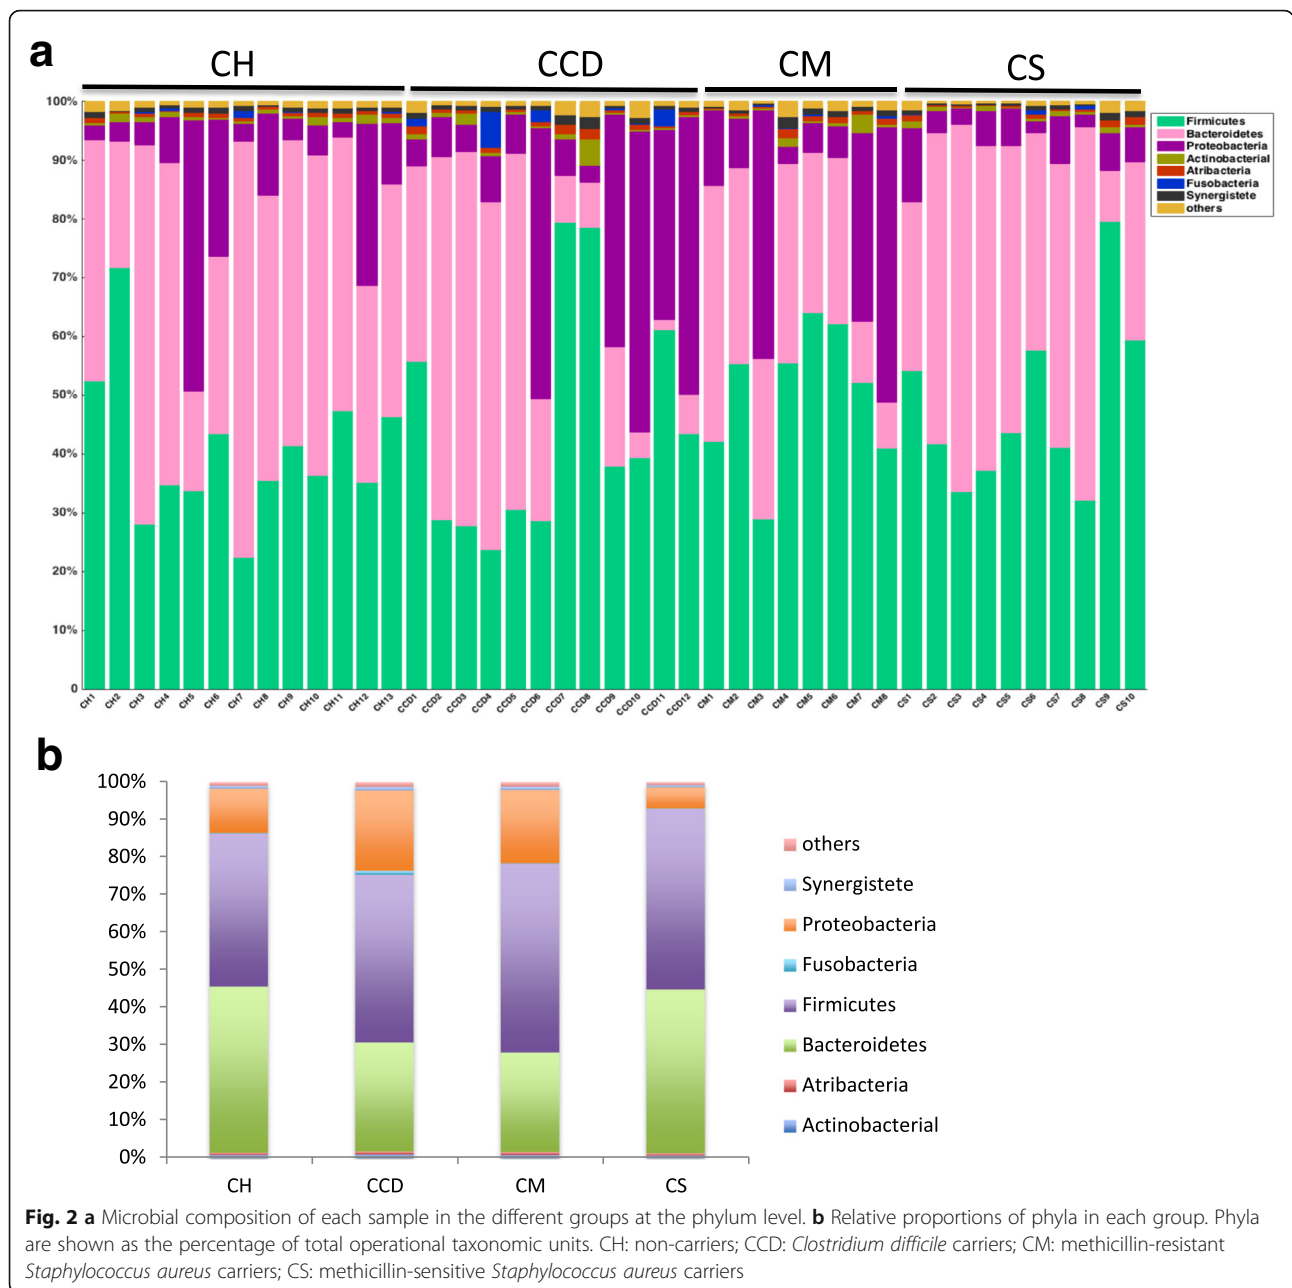 a
CH CCD CM CS
100%
90%
80%
70%
60%
50%
40%
30%
20%
10%
0
Firmicutes
Bacteroidetes
Proteobacteria
Actinobacterial
Atribacteria
Fusobacteria
Synergistete
others
CH1 CH2 CH3 CH4 CH5 CH6 CH7 CH8 CH9 CH10 CH11 CH12 CH13 CCD1 CCD2 CCD3 CCD4 CCD5 CCD6 CCD7 CCD8 CCD9 CCD10 CCD11 CCD12 CM1 CM2 CM3 CM4 CM5 CM6 CM7 CM8 CS1 CS2 CS3 CS4 CS5 CS6 CS7 CS8 CS9 CS10
b
100%
90%
80%
70%
60%
50%
40%
30%
20%
10%
0%
others
Synergistete
Proteobacteria
Fusobacteria
Firmicutes
Bacteroidetes
Atribacteria
Actinobacterial
CH CCD CM CS
Fig. 2 a Microbial composition of each sample in the different groups at the phylum level. b Relative proportions of phyla in each group. Phyla
are shown as the percentage of total operational taxonomic units. CH: non-carriers; CCD: Clostridium difficile carriers; CM: methicillin-resistant
Staphylococcus aureus carriers; CS: methicillin-sensitive Staphylococcus aureus carriers